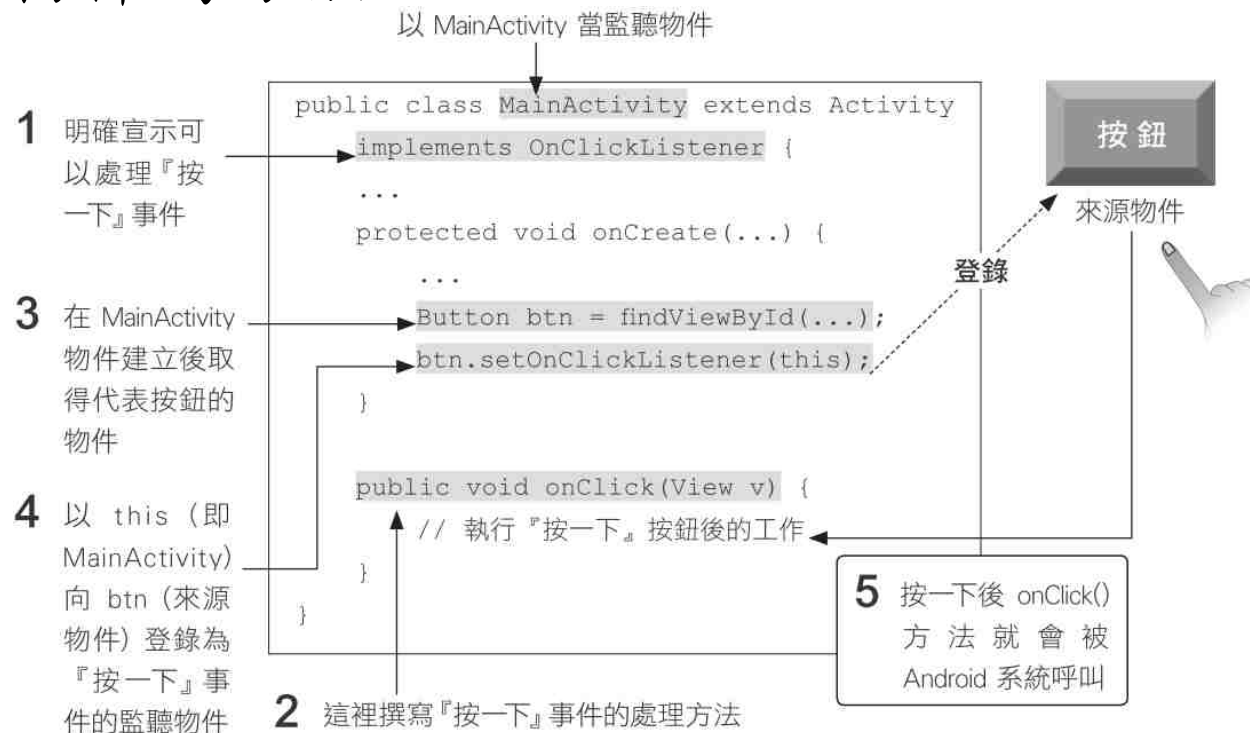 以 MainActivity 當監聽物件
public class MainActivity extends Activity
implements OnClickListener {
...
protected void onCreate(...) {
...
Button btn = findViewById(...);
btn.setOnClickListener(this);
}
public void onClick(View v) {
// 執行『按一下』按鈕後的工作
}
}
1 明確宣示可
以處理『按
一下』事件
3 在 MainActivity
物件建立後取
得代表按鈕的
物件
4 以 this (即
MainActivity)
向 btn (來源
物件) 登錄為
『按一下』事
件的監聽物件
2 這裡撰寫『按一下』事件的處理方法
按鈕
來源物件
登錄
5 按一下後 onClick()
方法就會被
Android 系統呼叫